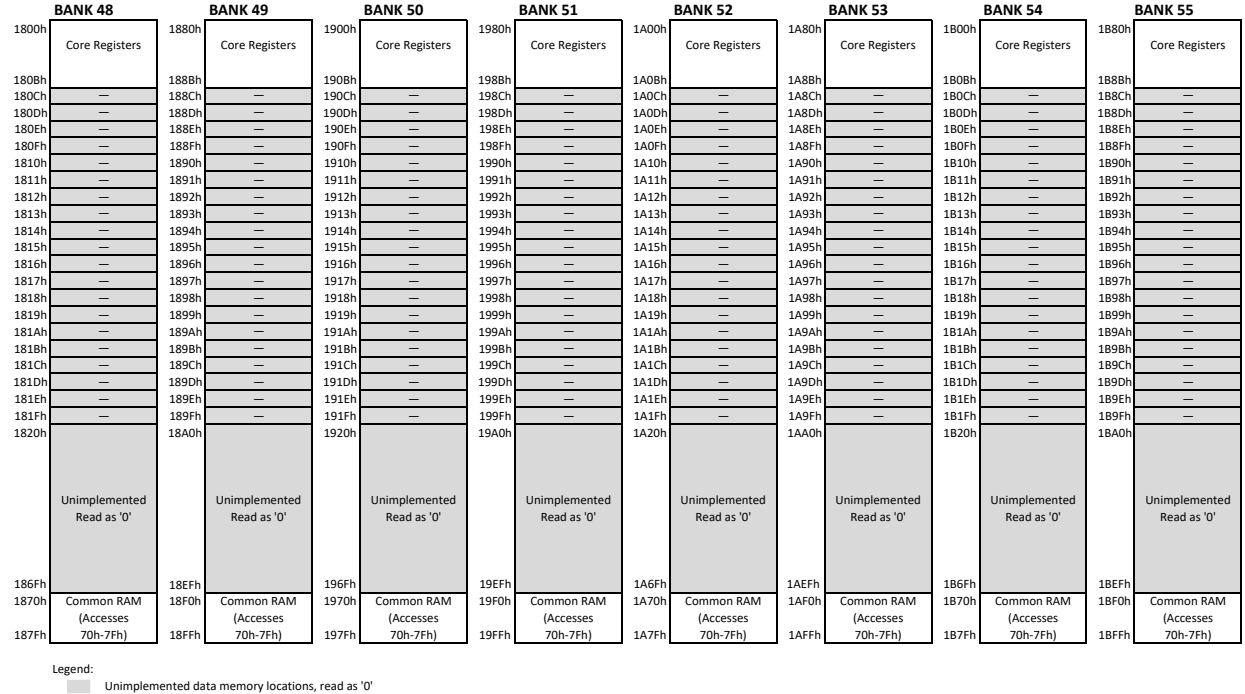 BANK 48 BANK 49 BANK 50 BANK 51 BANK 52 BANK 53 BANK 54 BANK 55
1800h 1880h 1900h 1980h 1A00h 1A80h 1B00h 1B80h
Core Registers Core Registers Core Registers Core Registers Core Registers Core Registers Core Registers Core Registers
180Bh 188Bh 190Bh 198Bh 1A0Bh 1A8Bh 1B0Bh 1B8Bh
180Ch — 188Ch — 190Ch — 198Ch — 1A0Ch — 1A8Ch — 1B0Ch — 1B8Ch —
180Dh — 188Dh — 190Dh — 198Dh — 1A0Dh — 1A8Dh — 1B0Dh — 1B8Dh —
180Eh — 188Eh — 190Eh — 198Eh — 1A0Eh — 1A8Eh — 1B0Eh — 1B8Eh —
180Fh — 188Fh — 190Fh — 198Fh — 1A0Fh — 1A8Fh — 1B0Fh — 1B8Fh —
1810h — 1890h — 1910h — 1990h — 1A10h — 1A90h — 1B10h — 1B90h —
1811h — 1891h — 1911h — 1991h — 1A11h — 1A91h — 1B11h — 1B91h —
1812h — 1892h — 1912h — 1992h — 1A12h — 1A92h — 1B12h — 1B92h —
1813h — 1893h — 1913h — 1993h — 1A13h — 1A93h — 1B13h — 1B93h —
1814h — 1894h — 1914h — 1994h — 1A14h — 1A94h — 1B14h — 1B94h —
1815h — 1895h — 1915h — 1995h — 1A15h — 1A95h — 1B15h — 1B95h —
1816h — 1896h — 1916h — 1996h — 1A16h — 1A96h — 1B16h — 1B96h —
1817h — 1897h — 1917h — 1997h — 1A17h — 1A97h — 1B17h — 1B97h —
1818h — 1898h — 1918h — 1998h — 1A18h — 1A98h — 1B18h — 1B98h —
1819h — 1899h — 1919h — 1999h — 1A19h — 1A99h — 1B19h — 1B99h —
181Ah — 189Ah — 191Ah — 199Ah — 1A1Ah — 1A9Ah — 1B1Ah — 1B9Ah —
181Bh — 189Bh — 191Bh — 199Bh — 1A1Bh — 1A9Bh — 1B1Bh — 1B9Bh —
181Ch — 189Ch — 191Ch — 199Ch — 1A1Ch — 1A9Ch — 1B1Ch — 1B9Ch —
181Dh — 189Dh — 191Dh — 199Dh — 1A1Dh — 1A9Dh — 1B1Dh — 1B9Dh —
181Eh — 189Eh — 191Eh — 199Eh — 1A1Eh — 1A9Eh — 1B1Eh — 1B9Eh —
181Fh — 189Fh — 191Fh — 199Fh — 1A1Fh — 1A9Fh — 1B1Fh — 1B9Fh —
1820h 18A0h 1920h 19A0h 1A20h 1AA0h 1B20h 1BA0h
Unimplemented Unimplemented Unimplemented Unimplemented Unimplemented Unimplemented Unimplemented Unimplemented
Read as '0' Read as '0' Read as '0' Read as '0' Read as '0' Read as '0' Read as '0' Read as '0'
186Fh 18EFh 196Fh 19EFh 1A6Fh 1AEFh 1B6Fh 1BEFh
1870h Common RAM 18F0h Common RAM 1970h Common RAM 19F0h Common RAM 1A70h Common RAM 1AF0h Common RAM 1B70h Common RAM 1BF0h Common RAM
(Accesses (Accesses (Accesses (Accesses (Accesses (Accesses (Accesses (Accesses
187Fh 70h-7Fh) 18FFh 70h-7Fh) 197Fh 70h-7Fh) 19FFh 70h-7Fh) 1A7Fh 70h-7Fh) 1AFFh 70h-7Fh) 1B7Fh 70h-7Fh) 1BFFh 70h-7Fh)
Legend:
Unimplemented data memory locations, read as '0'